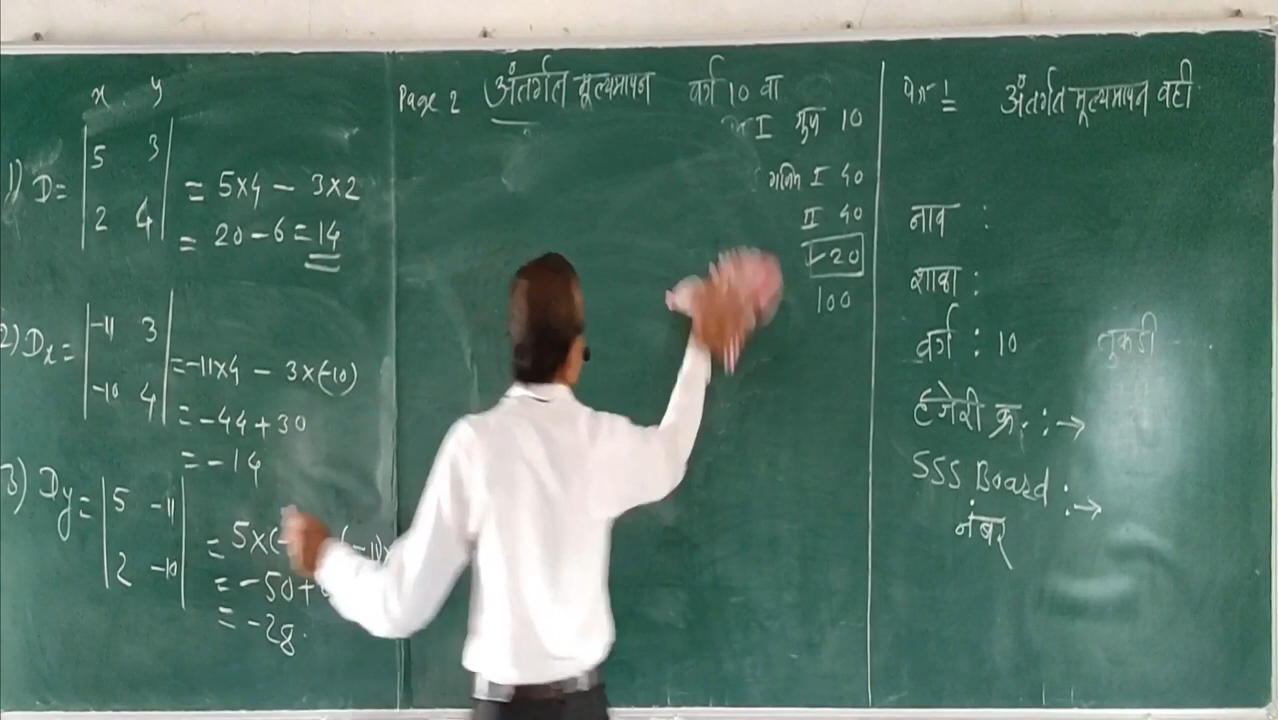 x y
1) D = | 5 3 |
| 2 4 |
= 5×4 - 3×2
= 20 - 6 = 14
2) Dx = | -11 3 |
| -10 4 |
= -11×4 - 3×(-10)
= -44 + 30
= -14
3) Dy = | 5 -11 |
| 2 -10 |
= 5×(
(-11)×
= -50 +
= -28.
Page 2 अंतर्गत मूल्यमापन वर्ग 10 वा
I गुण 10
गणित I 40
II 40
20
100
पेज 1 अंतर्गत मूल्यमापन वही
नाव :
शाळा :
वर्ग : 10 तुकडी
हजेरी क्र. : →
SSS Board : →
नंबर